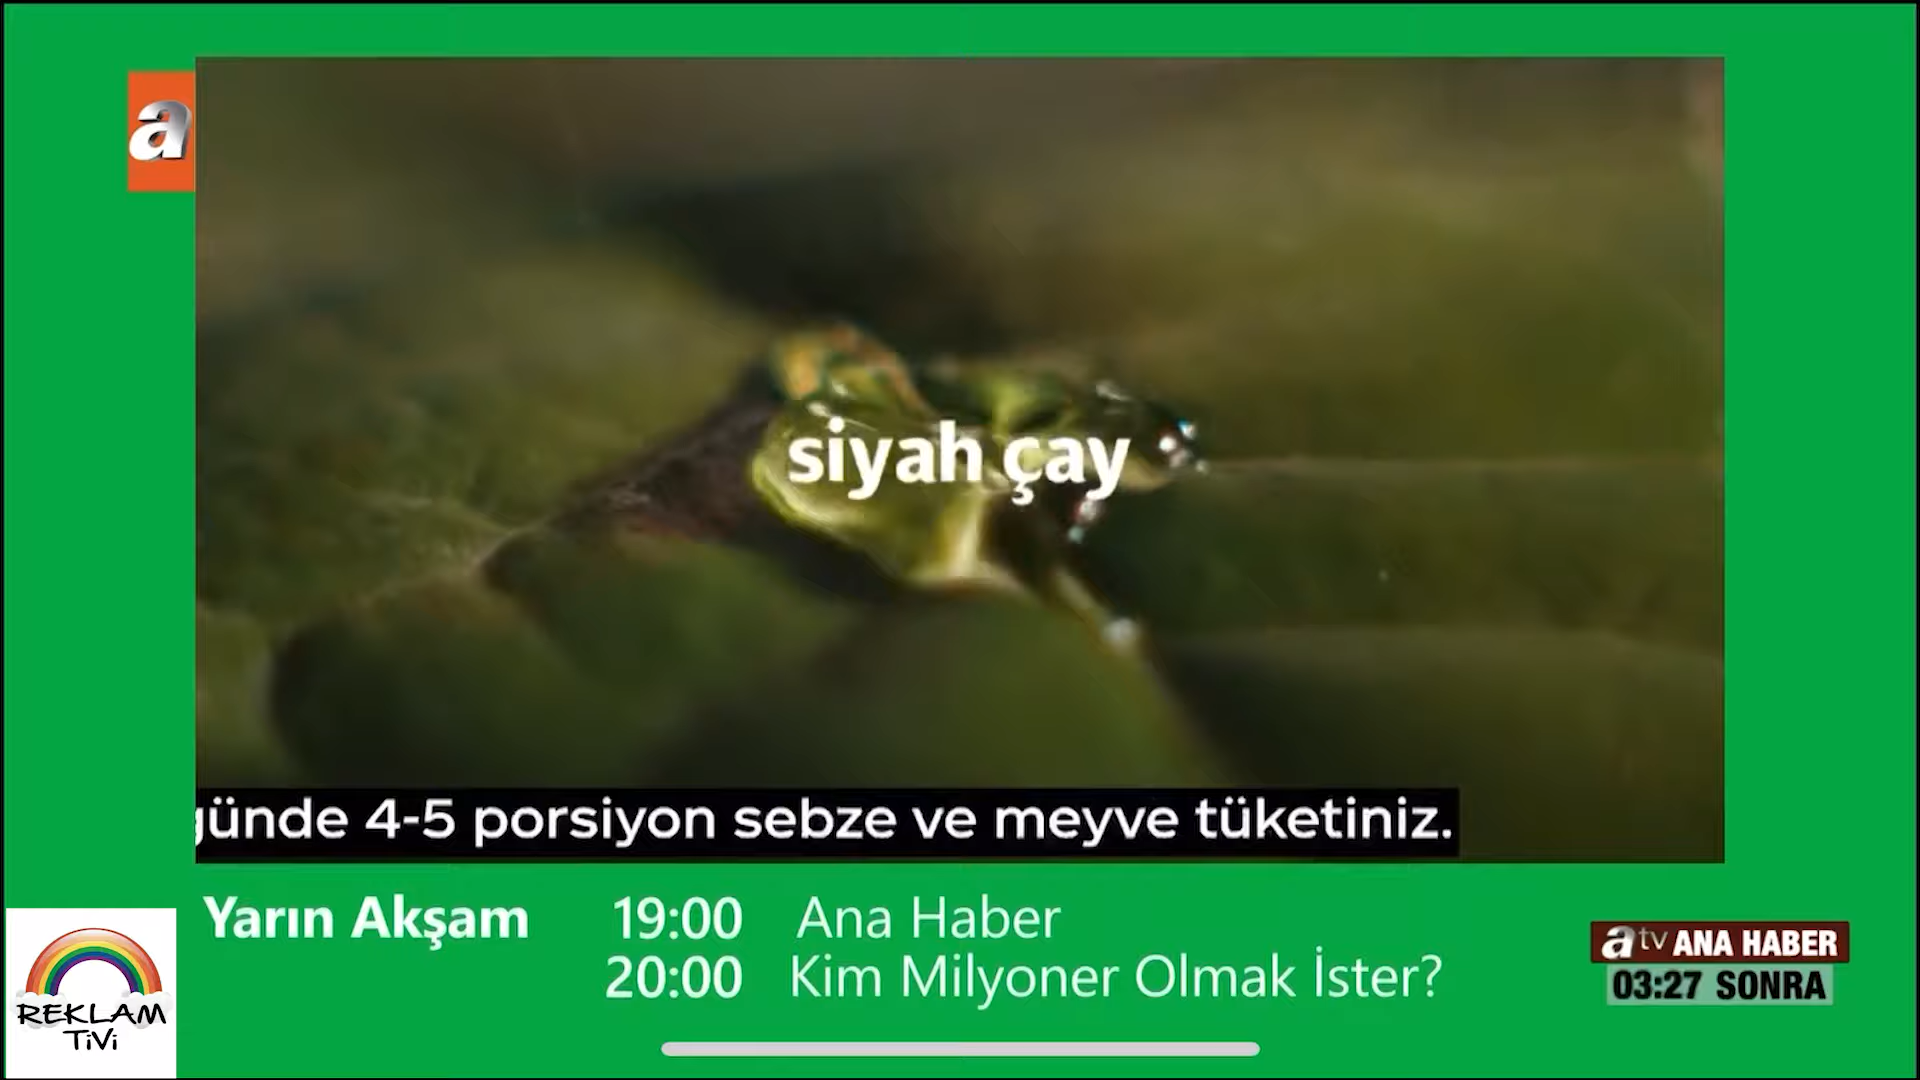 a
siyah çay
günde 4-5 porsiyon sebze ve meyve tüketiniz.
Yarın Akşam 19:00 Ana Haber
20:00 Kim Milyoner Olmak İster?
atv ANA HABER
03:27 SONRA
REKLAM
TiVi